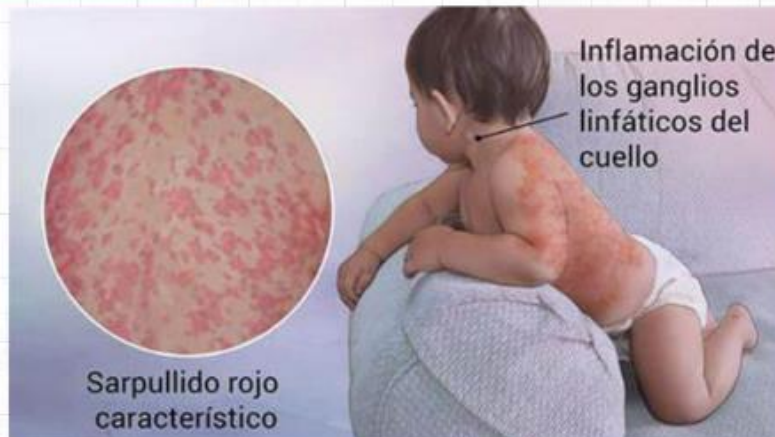 Inflamación de
los ganglios
linfáticos del
cuello
Sarpullido rojo
característico